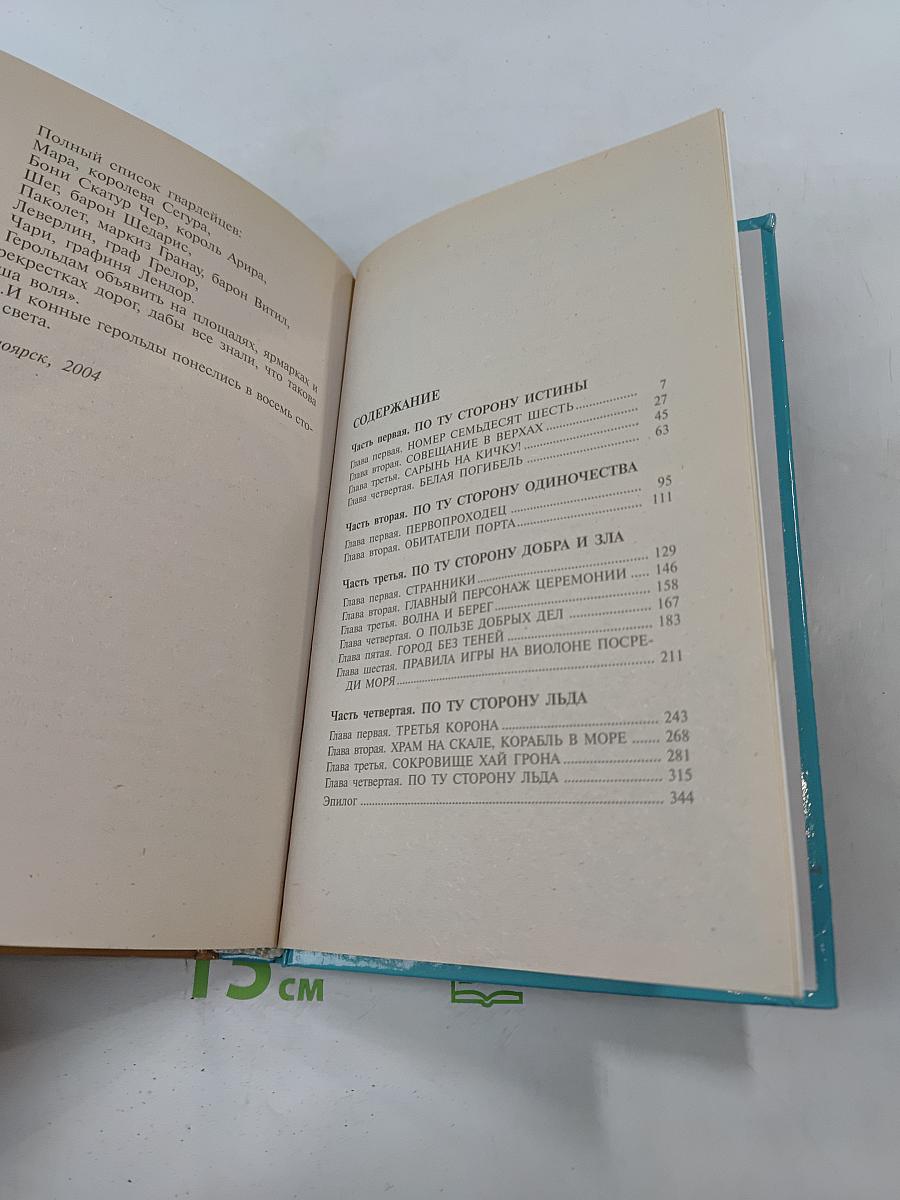 Полный список гвардейцев:
Мара, королева Сегура,
Бони Скатур Чер, король Арира,
Шег, барон Шедарис,
Паколет, маркиз Гранау, барон Витил,
Леверлин, граф Грелор,
Чари, графиня Лендор.
Герольдам объявить на площадях, ярмарках и
рекрестках дорог, дабы все знали, что такова
ша воля».
..И конные герольды понеслись в восемь сто-
света.
оярск, 2004
СОДЕРЖАНИЕ
Часть первая. ПО ТУ СТОРОНУ ИСТИНЫ
Глава первая. НОМЕР СЕМЬДЕСЯТ ШЕСТЬ ................ 7
Глава вторая. СОВЕЩАНИЕ В ВЕРХАХ ..................... 27
Глава третья. САРЫНЬ НА КИЧКУ! .......................... 45
Глава четвертая. БЕЛАЯ ПОГИБЕЛЬ .......................... 63
Часть вторая. ПО ТУ СТОРОНУ ОДИНОЧЕСТВА
Глава первая. ПЕРВОПРОХОДЕЦ .............................. 95
Глава вторая. ОБИТАТЕЛИ ПОРТА ............................ 111
Часть третья. ПО ТУ СТОРОНУ ДОБРА И ЗЛА
Глава первая. СТРАННИКИ ........................................ 129
Глава вторая. ГЛАВНЫЙ ПЕРСОНАЖ ЦЕРЕМОНИИ ..... 146
Глава третья. ВОЛНА И БЕРЕГ .................................... 158
Глава четвертая. О ПОЛЬЗЕ ДОБРЫХ ДЕЛ .................. 167
Глава пятая. ГОРОД БЕЗ ТЕНЕЙ .................................. 183
Глава шестая. ПРАВИЛА ИГРЫ НА ВИОЛОНЕ ПОСРЕ-
ДИ МОРЯ .......................................................... 211
Часть четвертая. ПО ТУ СТОРОНУ ЛЬДА
Глава первая. ТРЕТЬЯ КОРОНА .................................. 243
Глава вторая. ХРАМ НА СКАЛЕ, КОРАБЛЬ В МОРЕ ....... 268
Глава третья. СОКРОВИЩЕ ХАЙ ГРОНА ..................... 281
Глава четвертая. ПО ТУ СТОРОНУ ЛЬДА .................... 315
Эпилог ................................................................ 344
15 СМ